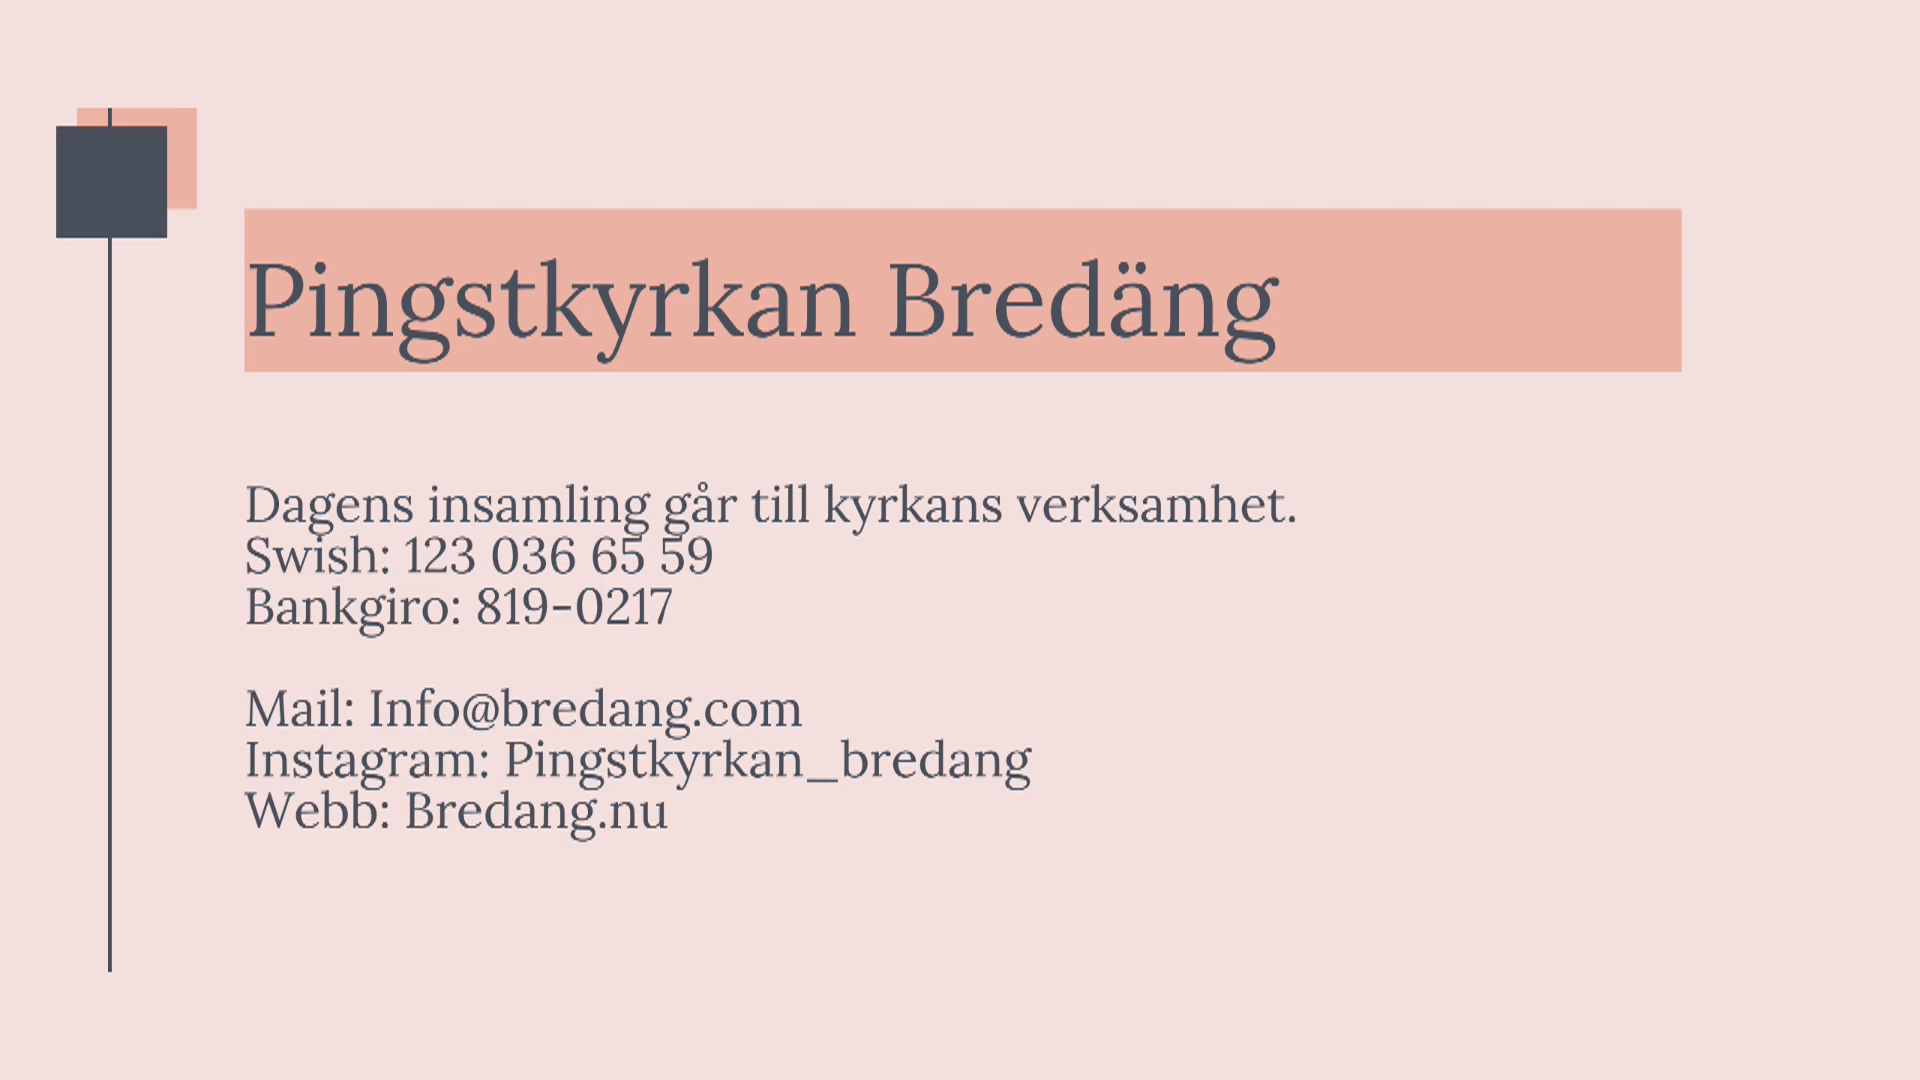 Pingstkyrkan Bredäng
Dagens insamling går till kyrkans verksamhet.
Swish: 123 036 65 59
Bankgiro: 819-0217
Mail: Info@bredang.com
Instagram: Pingstkyrkan_bredang
Webb: Bredang.nu